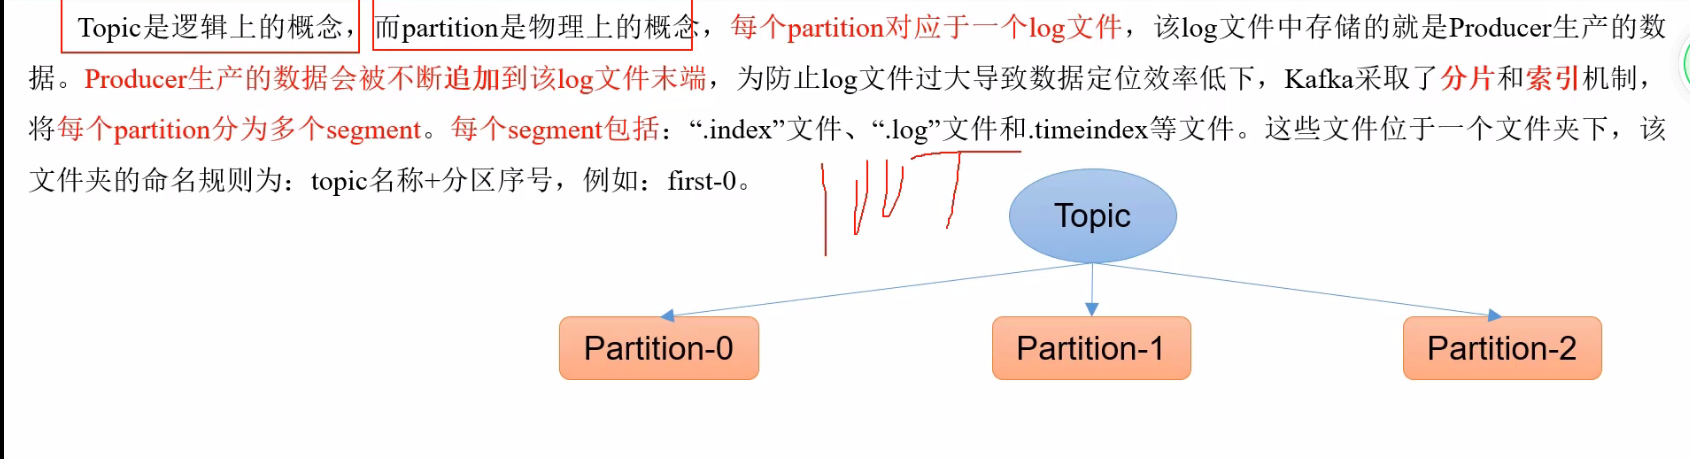 Topic是逻辑上的概念，而partition是物理上的概念，每个partition对应于一个log文件，该log文件中存储的就是Producer生产的数
据。Producer生产的数据会被不断追加到该log文件末端，为防止log文件过大导致数据定位效率低下，Kafka采取了分片和索引机制，
将每个partition分为多个segment。每个segment包括：“.index”文件、“.log”文件和.timeindex等文件。这些文件位于一个文件夹下，该
文件夹的命名规则为：topic名称+分区序号，例如：first-0。
Topic
Partition-0
Partition-1
Partition-2